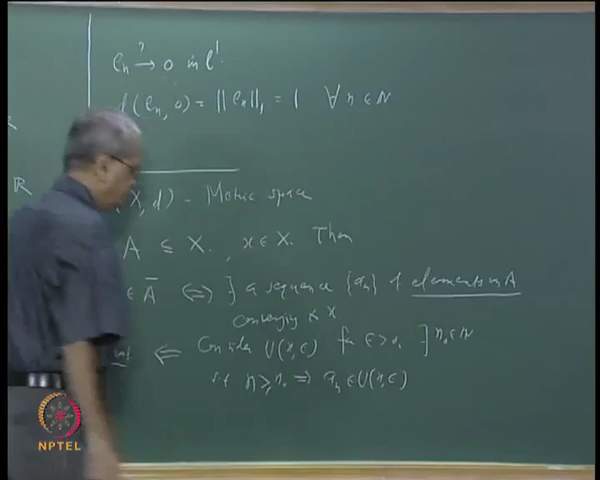 eₙ →? 0 in l¹
d(eₙ, 0) = ||eₙ||₁ = 1 ∀ n ∈ N
R
R
X, d) - Metric space
A ⊆ X. x ∈ X. Then
∈ Ā ⇔ ∃ a sequence {aₙ} of elements in A
converging to x
⇐ Consider U(x, ε) for ε > 0. ∃ n₀ ∈ N
s.t n ≥ n₀ ⇒ aₙ ∈ U(x, ε)
NPTEL